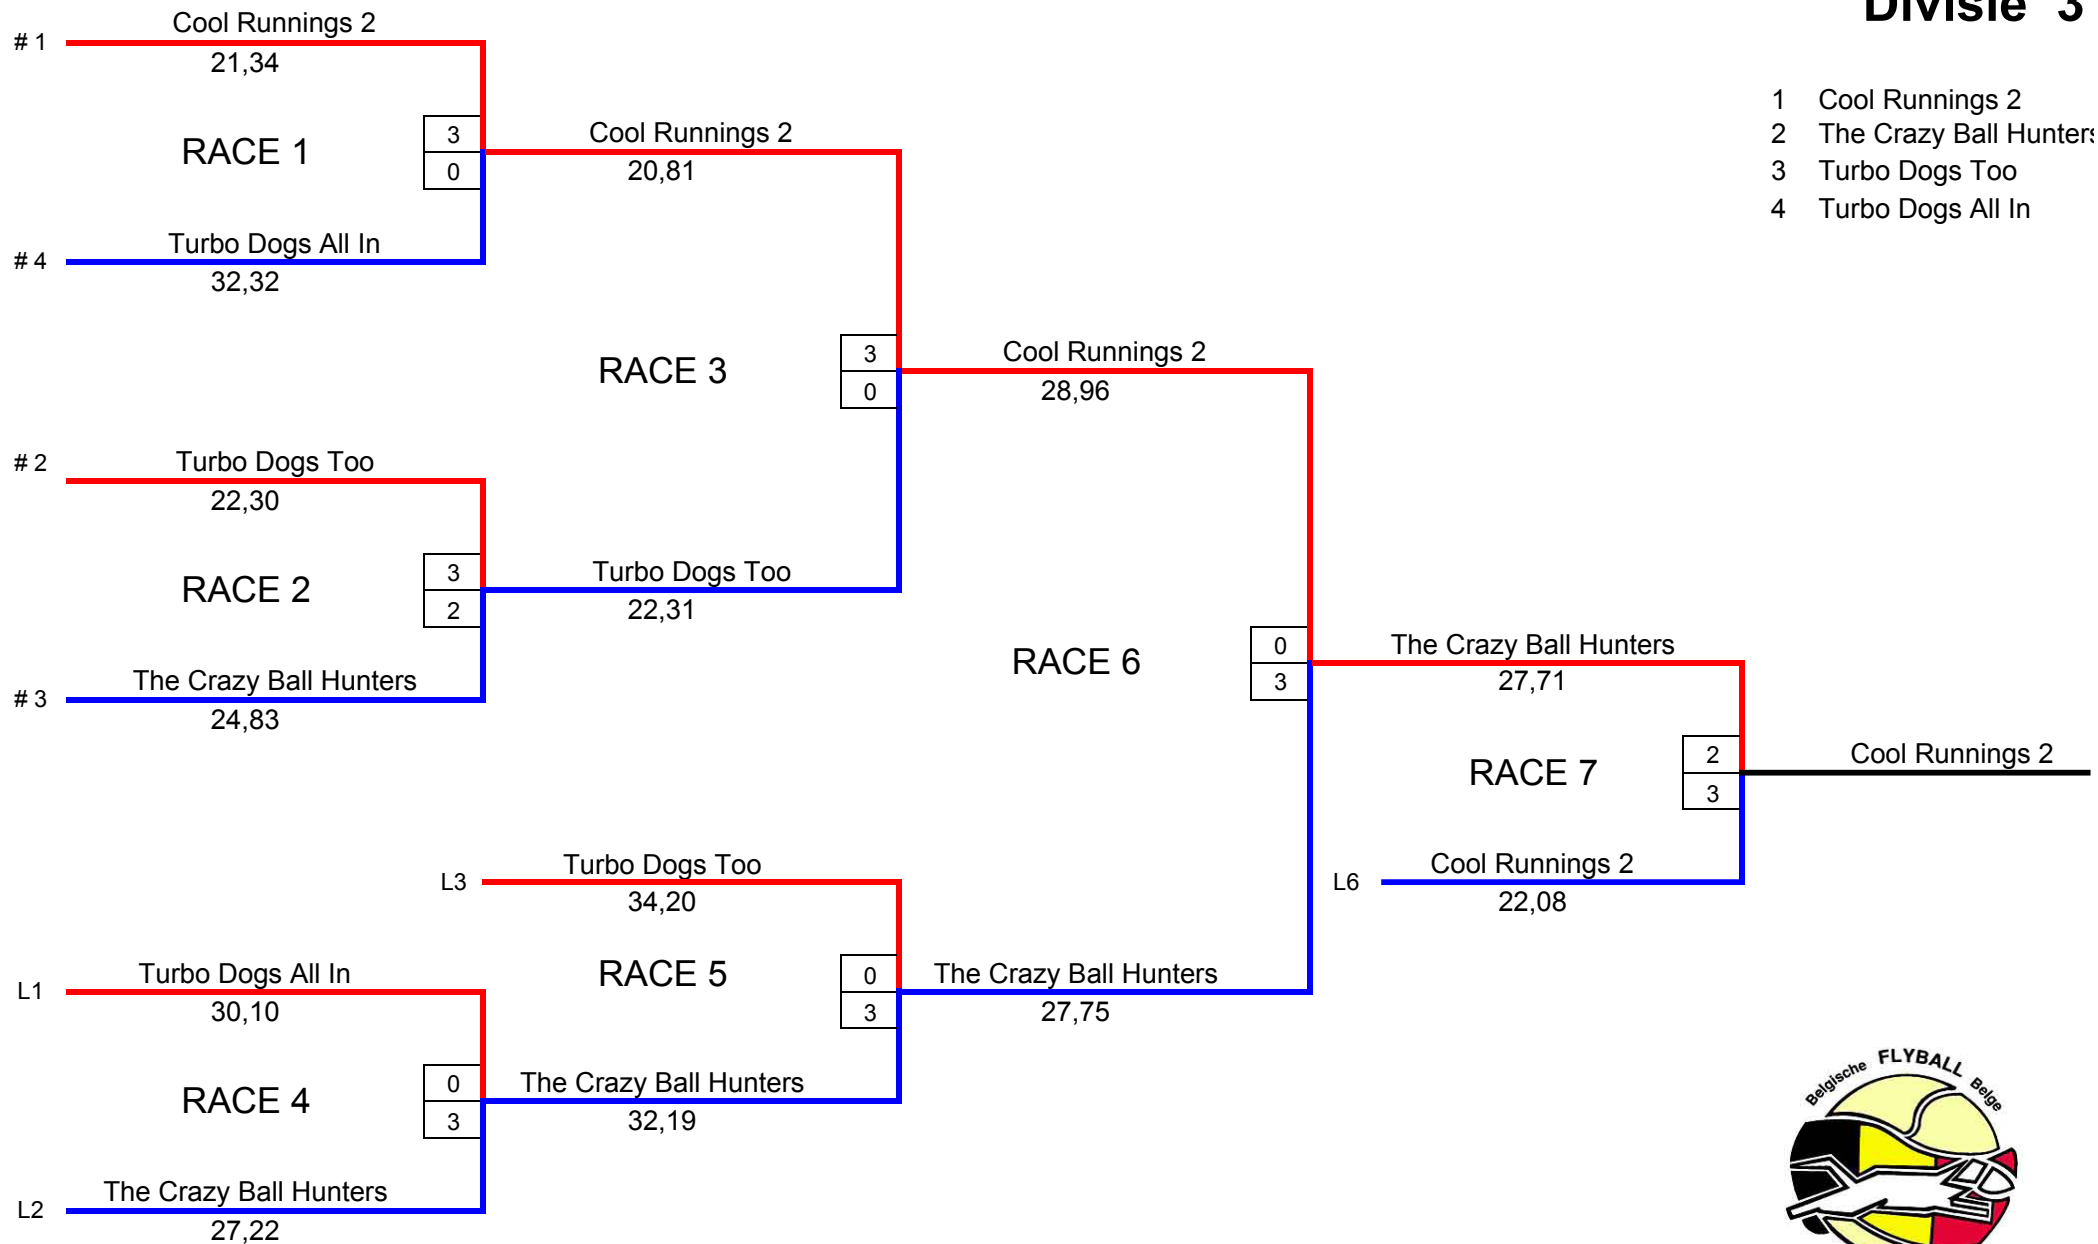 Divisie 3
1 Cool Runnings 2
2 The Crazy Ball Hunters
3 Turbo Dogs Too
4 Turbo Dogs All In
# 1
Cool Runnings 2
21,34
RACE 1
3
0
# 4
Turbo Dogs All In
32,32
Cool Runnings 2
20,81
RACE 3
3
0
# 2
Turbo Dogs Too
22,30
RACE 2
3
2
# 3
The Crazy Ball Hunters
24,83
Turbo Dogs Too
22,31
Cool Runnings 2
28,96
RACE 6
0
3
The Crazy Ball Hunters
27,71
RACE 7
2
3
Cool Runnings 2
L6
Cool Runnings 2
22,08
L3
Turbo Dogs Too
34,20
RACE 5
0
3
The Crazy Ball Hunters
27,75
L1
Turbo Dogs All In
30,10
RACE 4
0
3
The Crazy Ball Hunters
32,19
L2
The Crazy Ball Hunters
27,22
Belgische FLYBALL Belge